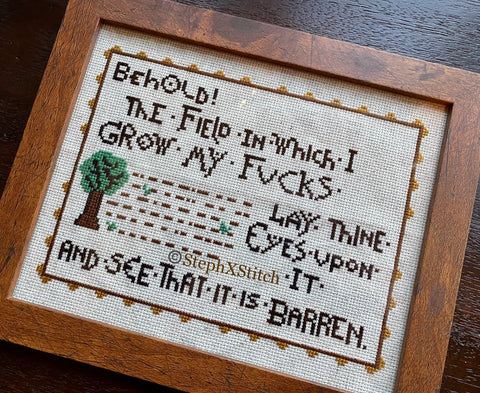 BEHOLD!
THE · FIELD · IN · WHICH · I
GROW · MY · FUCKS ·
LAY · THINE ·
EYES · UPON ·
IT ·
AND · SEE · THAT · IT · IS · BARREN.
©StephXStitch